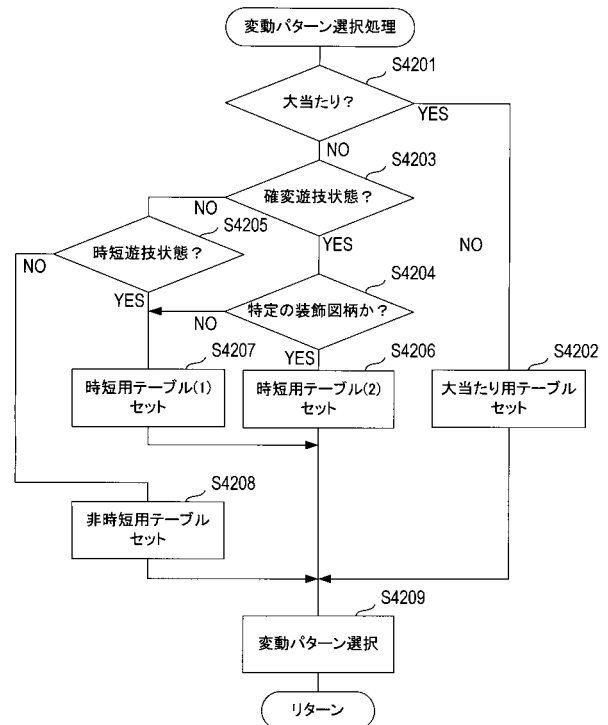 変動パターン選択処理
S4201
大当たり?
YES
NO
S4203
確変遊技状態?
NO
S4205
YES
NO
時短遊技状態?
NO
S4204
YES
特定の装飾図柄か?
NO
S4207
YES
S4206
S4202
時短用テーブル(1)
セット
時短用テーブル(2)
セット
大当たり用テーブル
セット
S4208
非時短用テーブル
セット
S4209
変動パターン選択
リターン